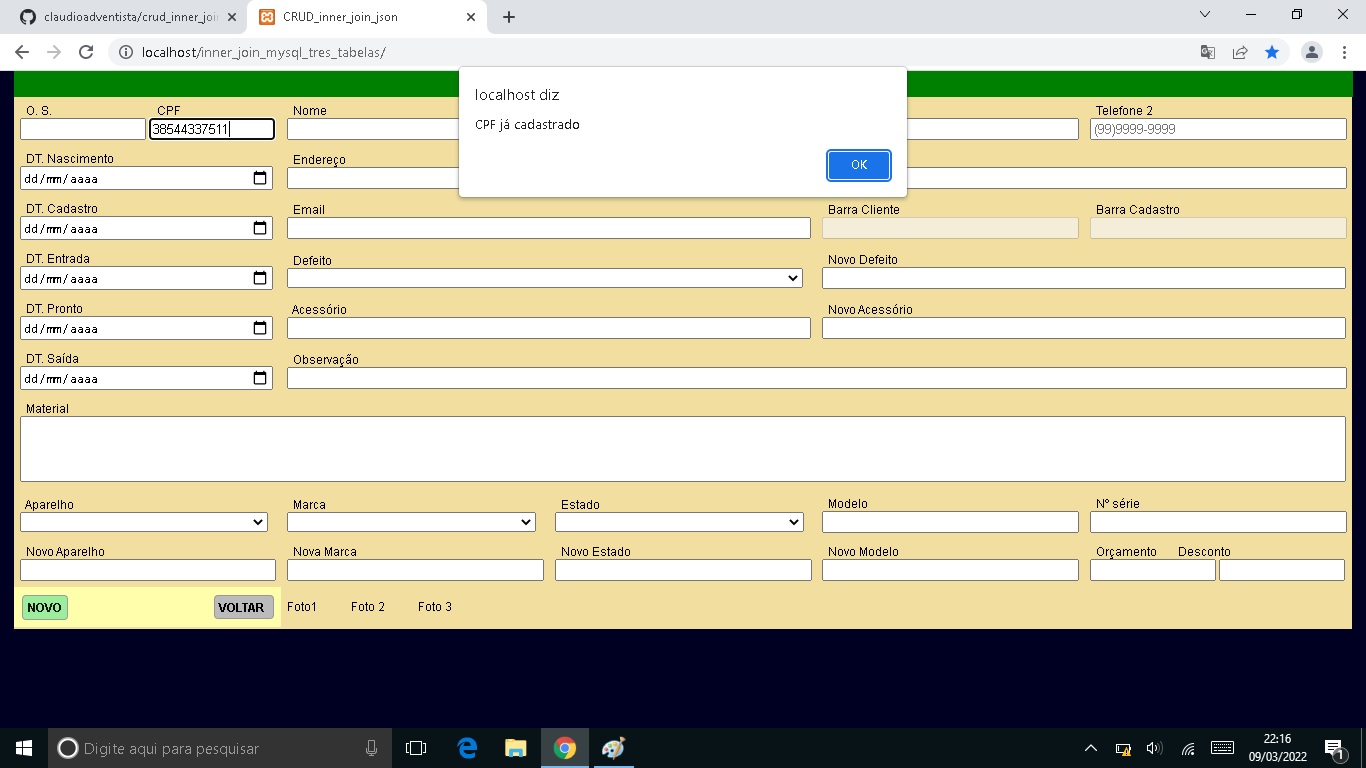 claudioadventista/crud_inner_join
CRUD_inner_join_json
localhost/inner_join_mysql_tres_tabelas/
localhost diz
CPF já cadastrado
OK
O. S. CPF Nome Telefone 2
38544337511 (99)9999-9999
DT. Nascimento Endereço
dd/mm/aaaa
DT. Cadastro Email Barra Cliente Barra Cadastro
dd/mm/aaaa
DT. Entrada Defeito Novo Defeito
dd/mm/aaaa
DT. Pronto Acessório Novo Acessório
dd/mm/aaaa
DT. Saída Observação
dd/mm/aaaa
Material
Aparelho Marca Estado Modelo Nº série
Novo Aparelho Nova Marca Novo Estado Novo Modelo Orçamento Desconto
NOVO VOLTAR Foto1 Foto 2 Foto 3
Digite aqui para pesquisar
22:16
09/03/2022
1